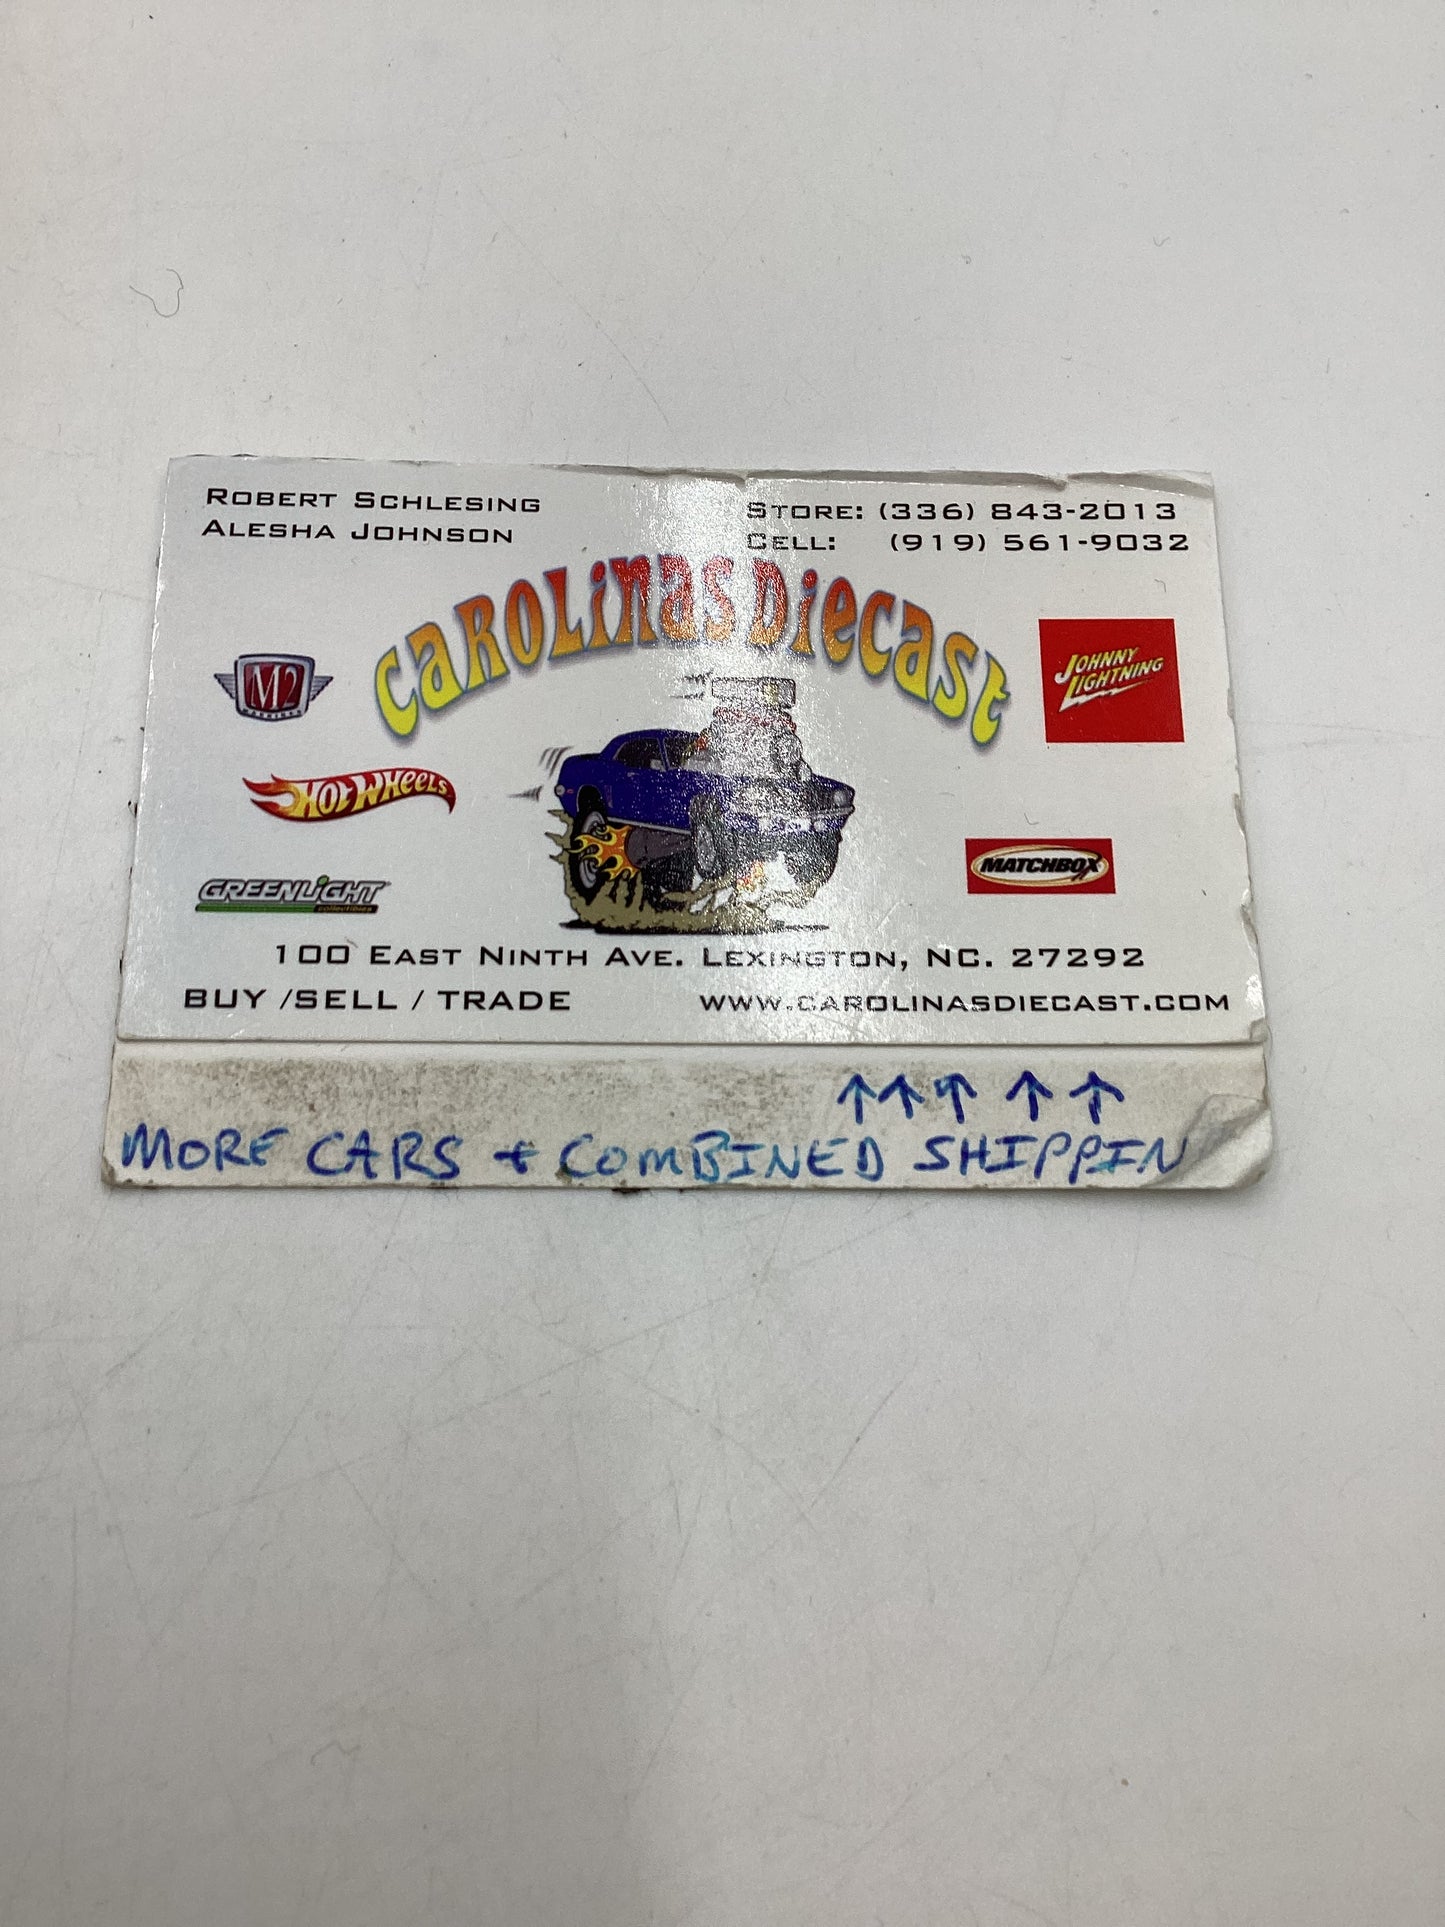 ROBERT SCHLESING
ALESHA JOHNSON
STORE: (336) 843-2013
CELL: (919) 561-9032
CAROLiNAS DiECAST
M2
JOHNNY
LIGHTNING
HOT WHEELS
MATCHBOX
GREENLiGHT
collectibles
100 EAST NINTH AVE. LEXINGTON, NC. 27292
BUY /SELL / TRADE
WWW.CAROLINASDIECAST.COM
↑↑↑↑↑
MORE CARS + COMBINED SHIPPIN